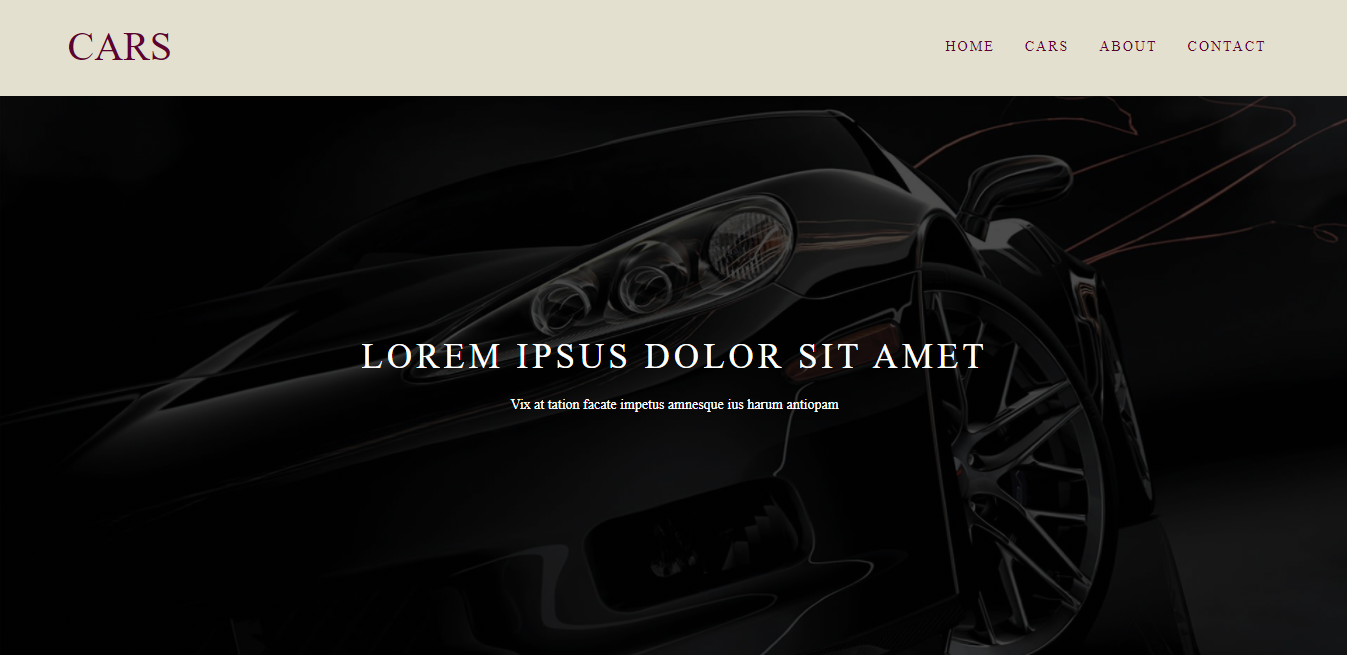 CARS
HOME CARS ABOUT CONTACT
LOREM IPSUS DOLOR SIT AMET
Vix at tation facate impetus amnesque ius harum antiopam